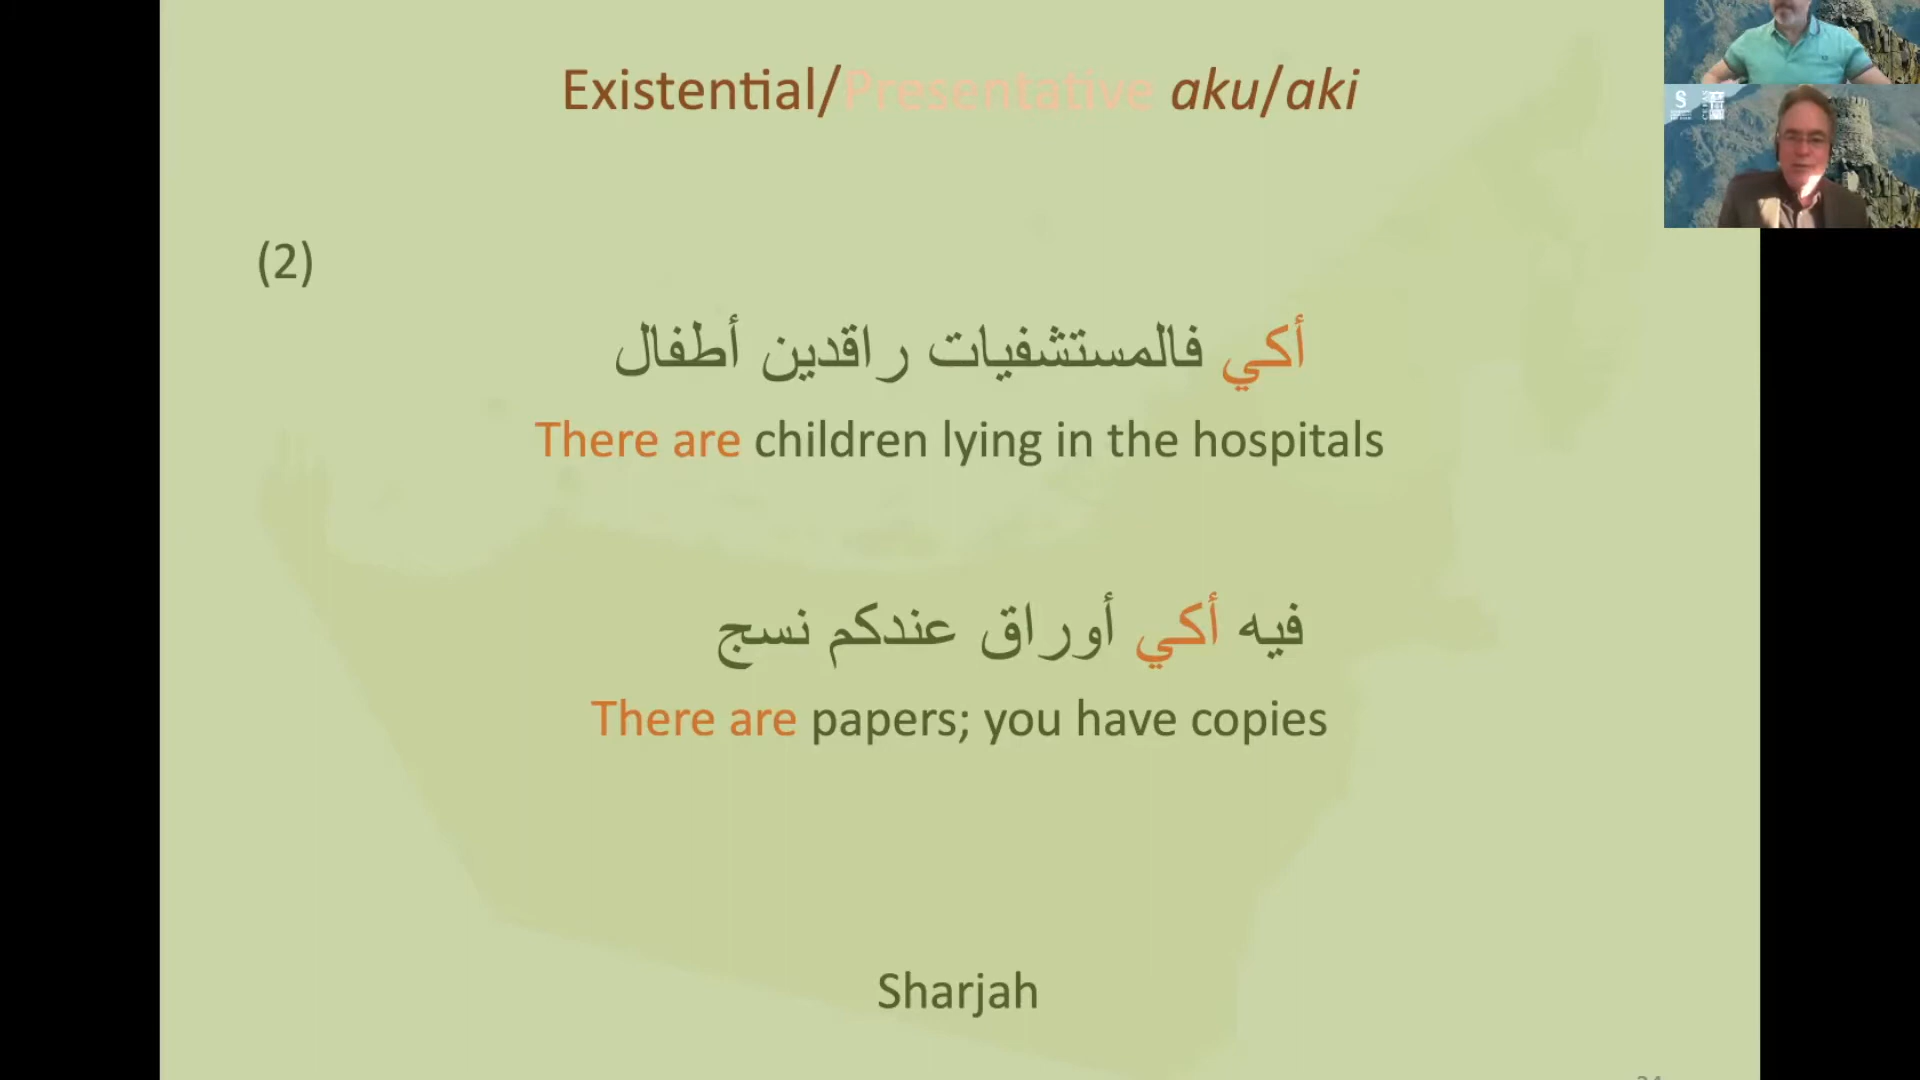 Existential/Presentative aku/aki
(2)
أكي فالمستشفيات راقدين أطفال
There are children lying in the hospitals
فيه أكي أوراق عندكم نسج
There are papers; you have copies
Sharjah